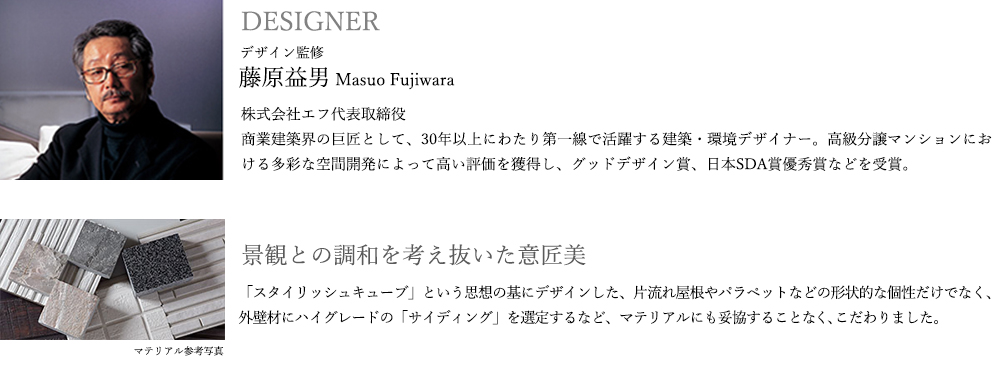 DESIGNER
デザイン監修
藤原益男 Masuo Fujiwara
株式会社エフ代表取締役
商業建築界の巨匠として、30年以上にわたり第一線で活躍する建築・環境デザイナー。高級分譲マンションにお
ける多彩な空間開発によって高い評価を獲得し、グッドデザイン賞、日本SDA賞優秀賞などを受賞。
景観との調和を考え抜いた意匠美
「スタイリッシュキューブ」という思想の基にデザインした、片流れ屋根やパラペットなどの形状的な個性だけでなく、
外壁材にハイグレードの「サイディング」を選定するなど、マテリアルにも妥協することなく、こだわりました。
マテリアル参考写真